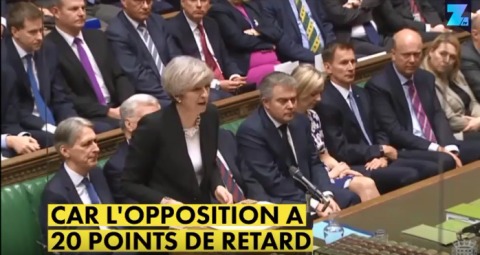 CAR L'OPPOSITION A
20 POINTS DE RETARD